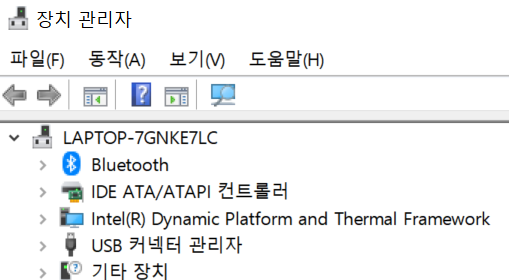 장치 관리자
파일(F) 동작(A) 보기(V) 도움말(H)
LAPTOP-7GNKE7LC
Bluetooth
IDE ATA/ATAPI 컨트롤러
Intel(R) Dynamic Platform and Thermal Framework
USB 커넥터 관리자
기타 장치